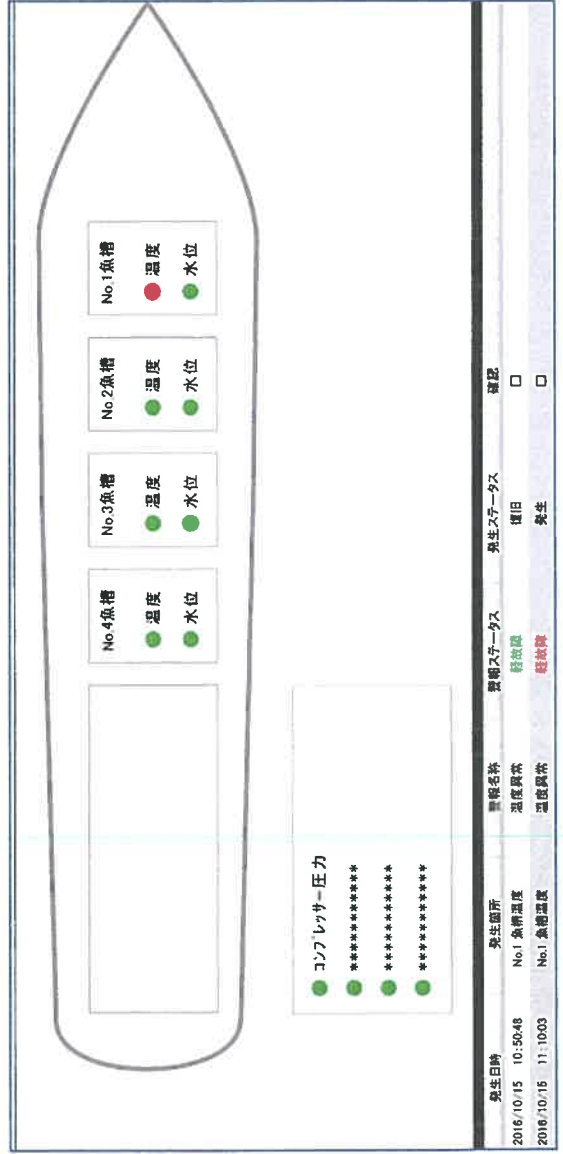 No.4魚槽 No.3魚槽 No.2魚槽 No.1魚槽
温度 温度 温度 温度
水位 水位 水位 水位
コンプレッサー圧力
************
************
************
発生日時 発生箇所 警報名称 警報ステータス 発生ステータス 確認
2016/10/15 10:50:48 No.1 魚槽温度 温度異常 軽故障 復旧 □
2016/10/15 11:10:03 No.1 魚槽温度 温度異常 軽故障 発生 □